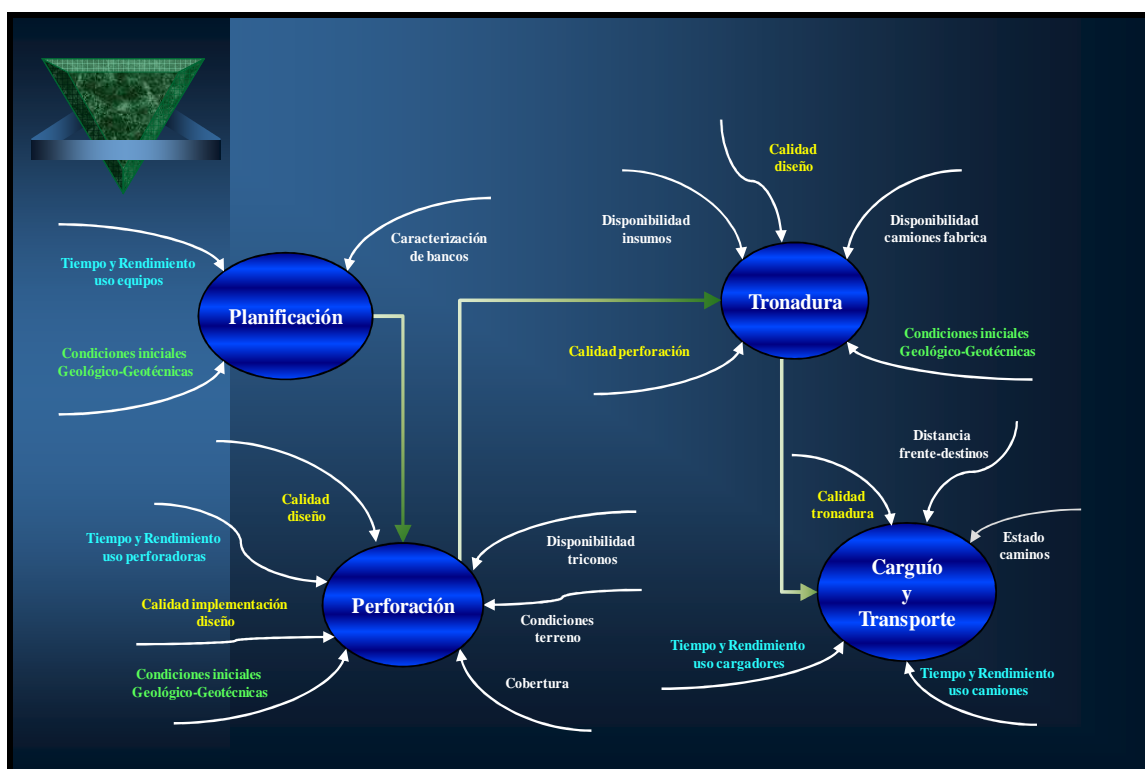 Calidad
diseño
Disponibilidad
insumos
Disponibilidad
camiones fabrica
Caracterización
de bancos
Tiempo y Rendimiento
uso equipos
Planificación
Tronadura
Condiciones iniciales
Geológico-Geotécnicas
Calidad perforación
Condiciones iniciales
Geológico-Geotécnicas
Distancia
frente-destinos
Calidad
diseño
Calidad
tronadura
Tiempo y Rendimiento
uso perforadoras
Disponibilidad
triconos
Estado
caminos
Perforación
Carguío
y
Transporte
Calidad implementación
diseño
Condiciones
terreno
Tiempo y Rendimiento
uso cargadores
Condiciones iniciales
Geológico-Geotécnicas
Cobertura
Tiempo y Rendimiento
uso camiones